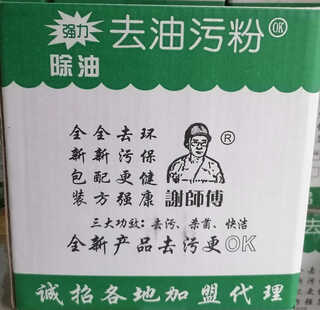 强力
除油
去油污粉OK
环保健康
去污更强
全新配方
全新包装
®
謝師傅
三大功效:去污、杀菌、快洁
全新产品去污更OK
诚招各地加盟代理